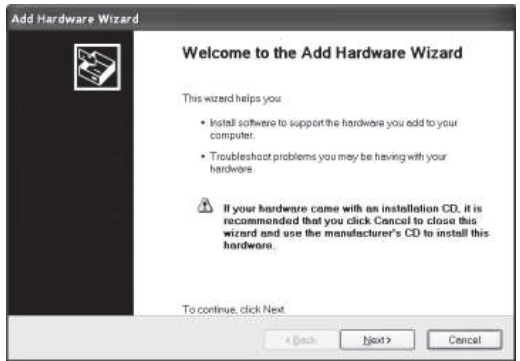 Add Hardware Wizard
Welcome to the Add Hardware Wizard
This wizard helps you:
• Install software to support the hardware you add to your
computer.
• Troubleshoot problems you may be having with your
hardware.
If your hardware came with an installation CD, it is
recommended that you click Cancel to close this
wizard and use the manufacturer's CD to install this
hardware.
To continue, click Next.
< Back
Next >
Cancel